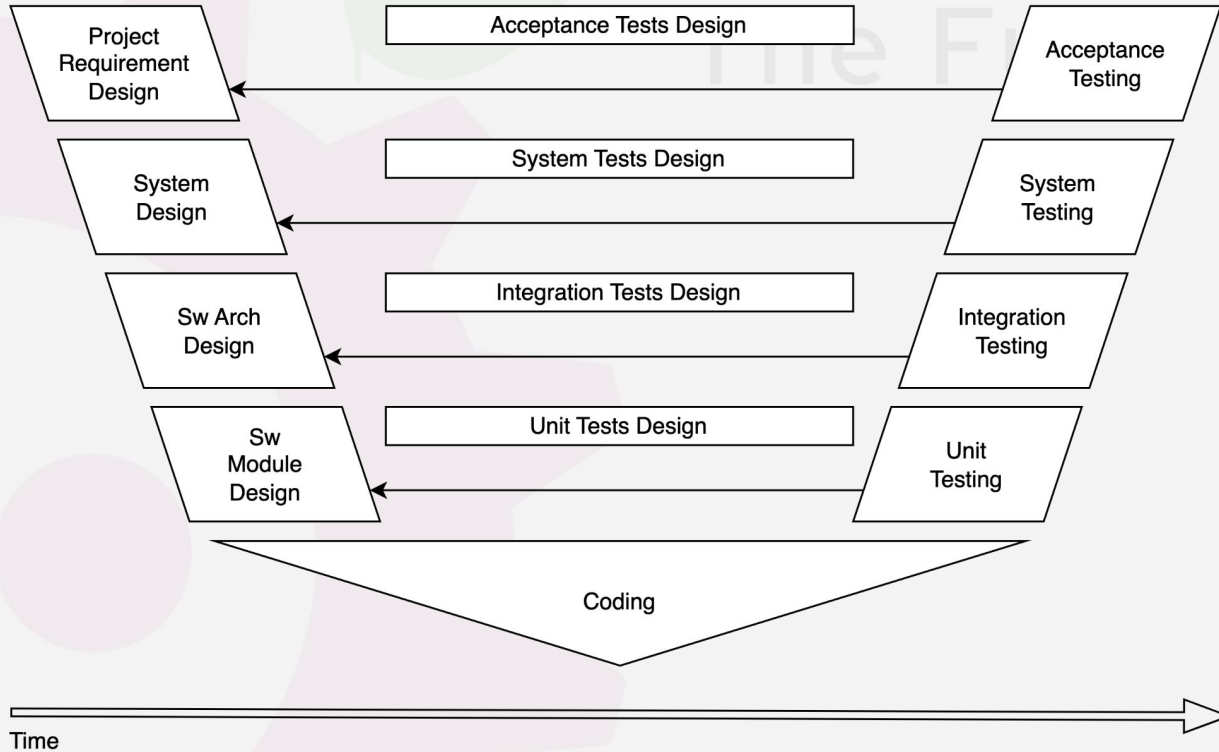 Project
Requirement
Design
Acceptance Tests Design
The F
Acceptance
Testing
System
Design
System Tests Design
System
Testing
Sw Arch
Design
Integration Tests Design
Integration
Testing
Sw
Module
Design
Unit Tests Design
Unit
Testing
Coding
Time